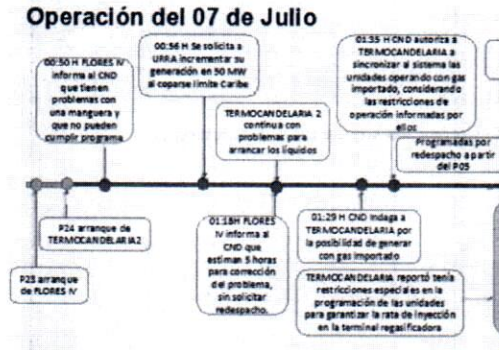 Operación del 07 de Julio
00:50 H FLORES IV
informa al CND
que tienen
problemas con
una manguera y
que no pueden
cumplir programa
00:56 H Se solicita a
URRA incrementar su
generación en 50 MW
al coparse límite Caribe
TERMOCANDELARIA 2
continua con
problemas para
arrancar los líquidos
01:35 H CND autoriza a
TERMOCANDELARIA a
sincronizar al sistema las
unidades operando con gas
importado, considerando
las restricciones de
operación informadas por
ellos
Programadas por
redespacho a partir
del P05
P24 arranque de
TERMOCANDELARIA2
P23 arranque
de FLORES IV
01:18H FLORES
IV informa al
CND que
estiman 5 horas
para corrección
del problema,
sin solicitar
redespacho.
01:29 H CND indaga a
TERMOCANDELARIA por
la posibilidad de generar
con gas importado
TERMOCANDELARIA reportó tenía
restricciones especiales en la
programación de las unidades
para garantizar la rata de inyección
en la terminal regasificadora